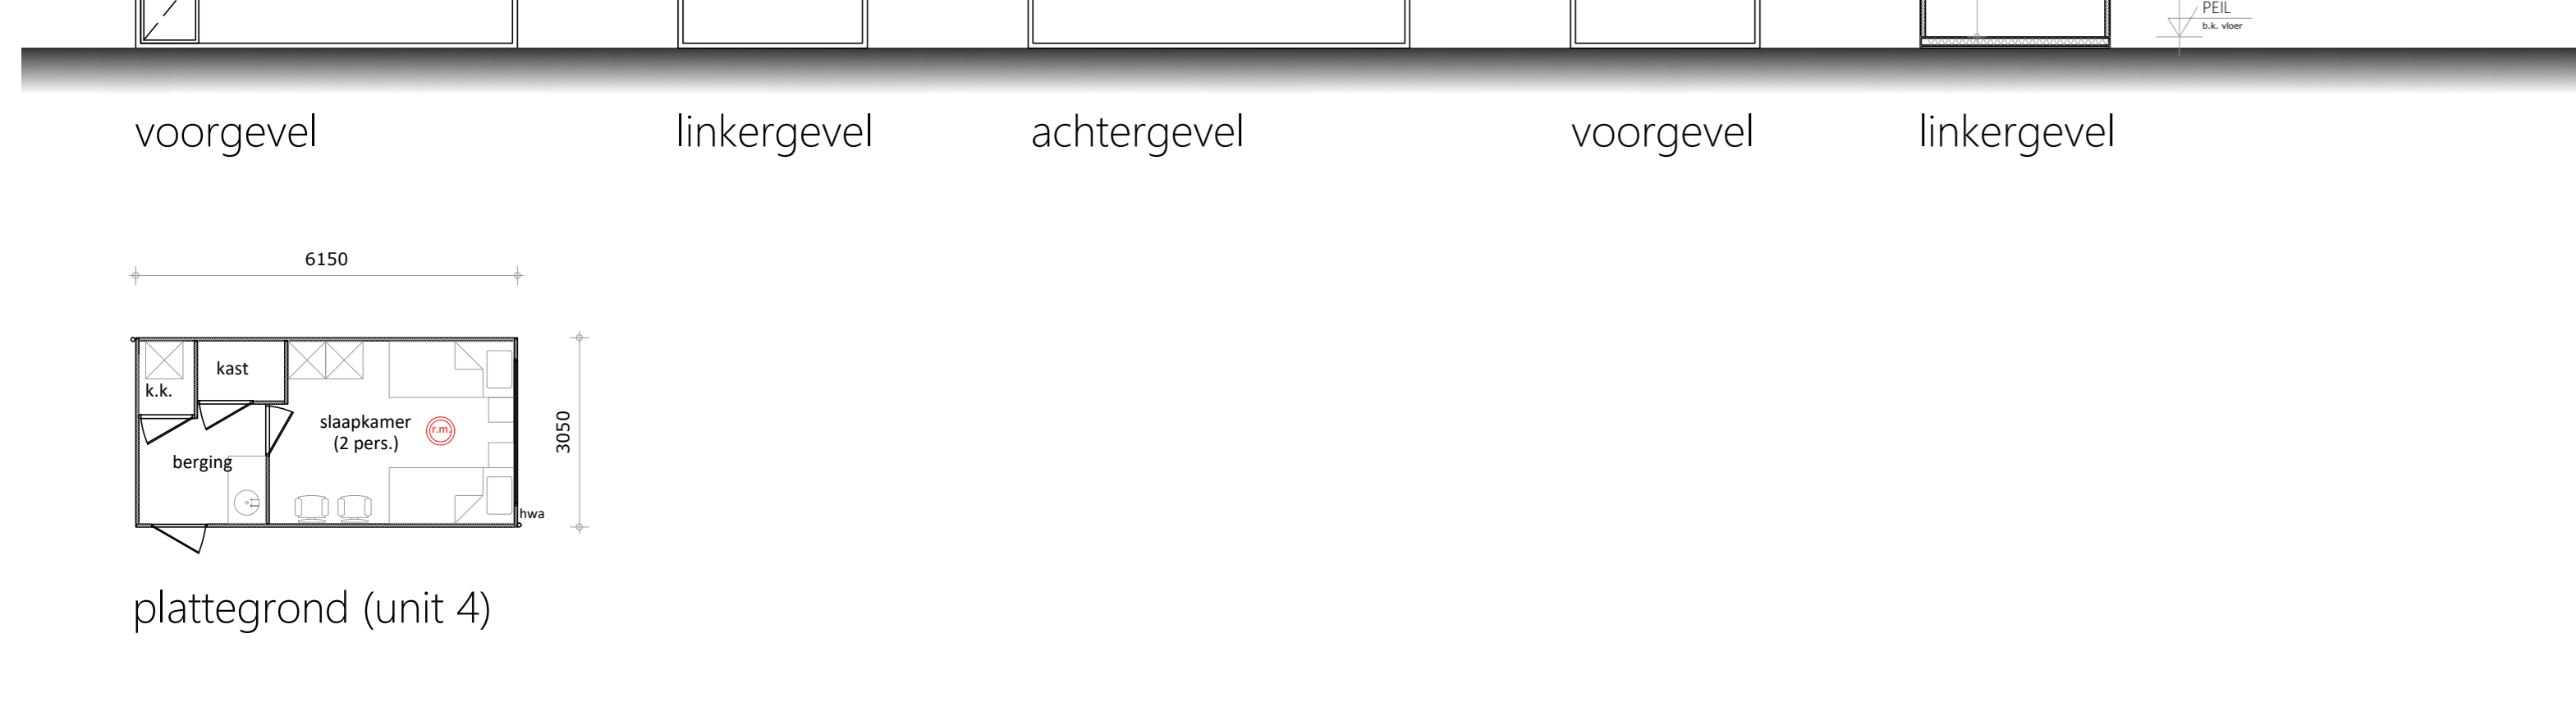 PEIL
b.k. vloer
voorgevel
linkergevel
achtergevel
voorgevel
linkergevel
6150
kast
k.k.
slaapkamer
(2 pers.)
r.m.
3050
berging
hwa
plattegrond (unit 4)